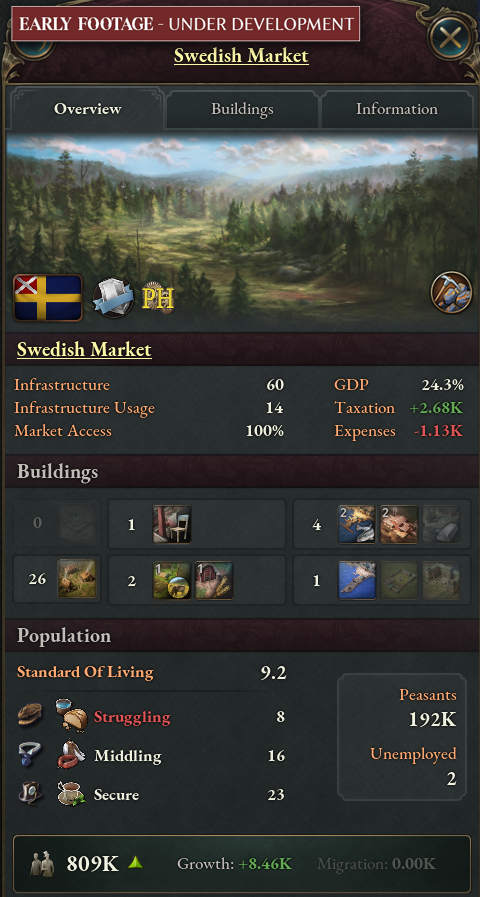 EARLY FOOTAGE - UNDER DEVELOPMENT
Swedish Market
Overview Buildings Information
PH
Swedish Market
Infrastructure 60 GDP 24.3%
Infrastructure Usage 14 Taxation +2.68K
Market Access 100% Expenses -1.13K
Buildings
0 1 4 2 2
26 2 1 1 1
Population
Standard Of Living 9.2
Peasants
Struggling 8 192K
Middling 16 Unemployed
2
Secure 23
809K Growth: +8.46K Migration: 0.00K